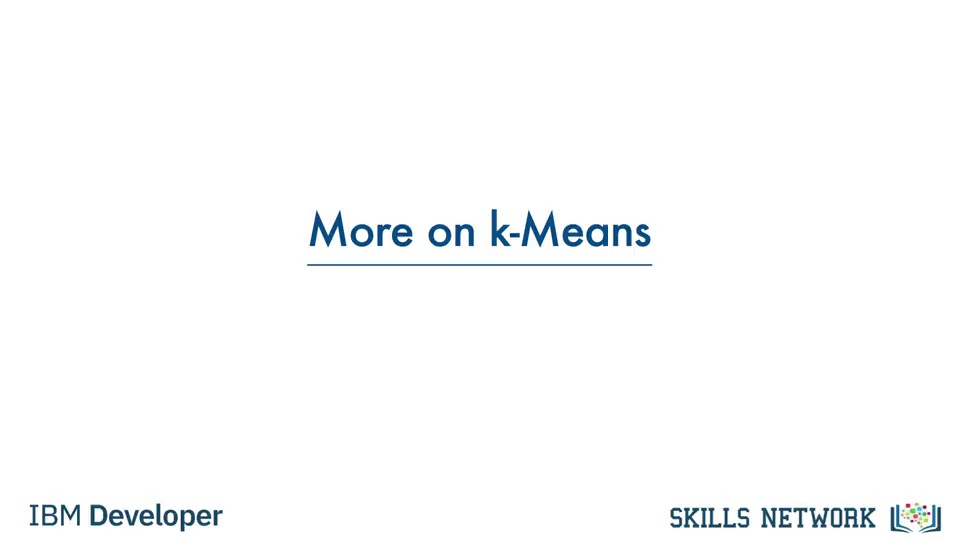 More on k-Means
IBM Developer
SKILLS NETWORK